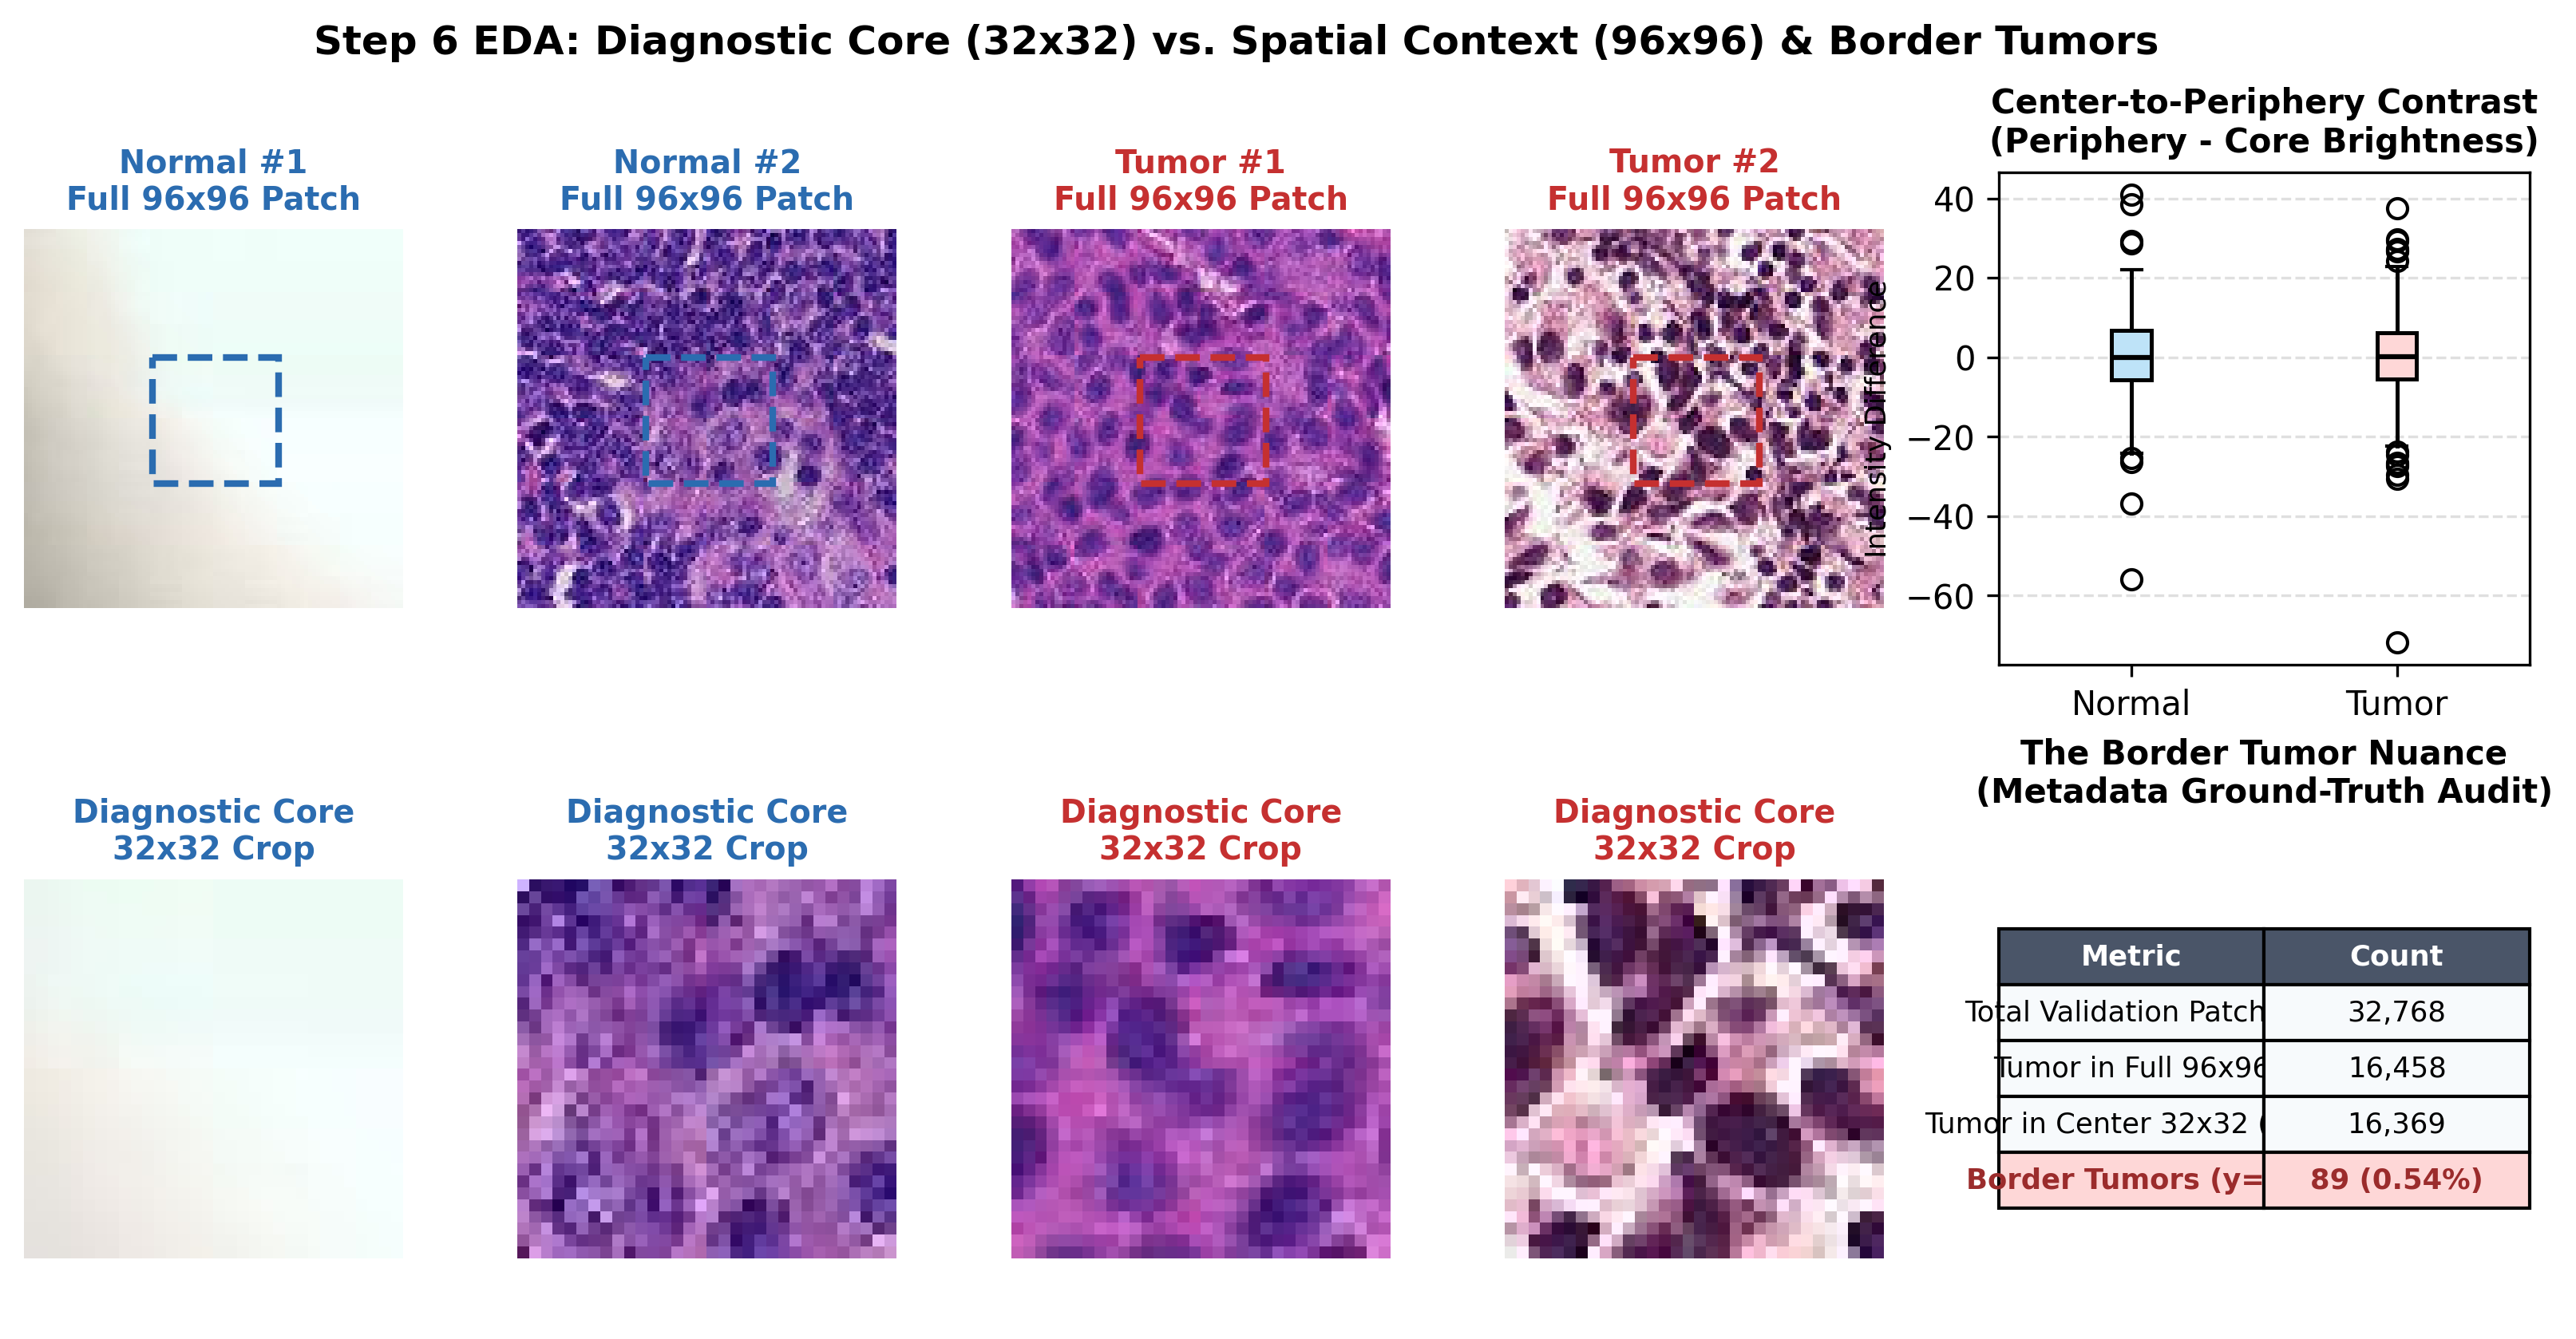 Step 6 EDA: Diagnostic Core (32x32) vs. Spatial Context (96x96) & Border Tumors
Normal #1
Full 96x96 Patch
Normal #2
Full 96x96 Patch
Tumor #1
Full 96x96 Patch
Tumor #2
Full 96x96 Patch
Center-to-Periphery Contrast
(Periphery - Core Brightness)
Intensity Difference
40
20
0
−20
−40
−60
Normal
Tumor
Diagnostic Core
32x32 Crop
Diagnostic Core
32x32 Crop
Diagnostic Core
32x32 Crop
Diagnostic Core
32x32 Crop
The Border Tumor Nuance
(Metadata Ground-Truth Audit)
Metric Count
Total Validation Patch 32,768
Tumor in Full 96x96 16,458
Tumor in Center 32x32 ( 16,369
Border Tumors (y= 89 (0.54%)